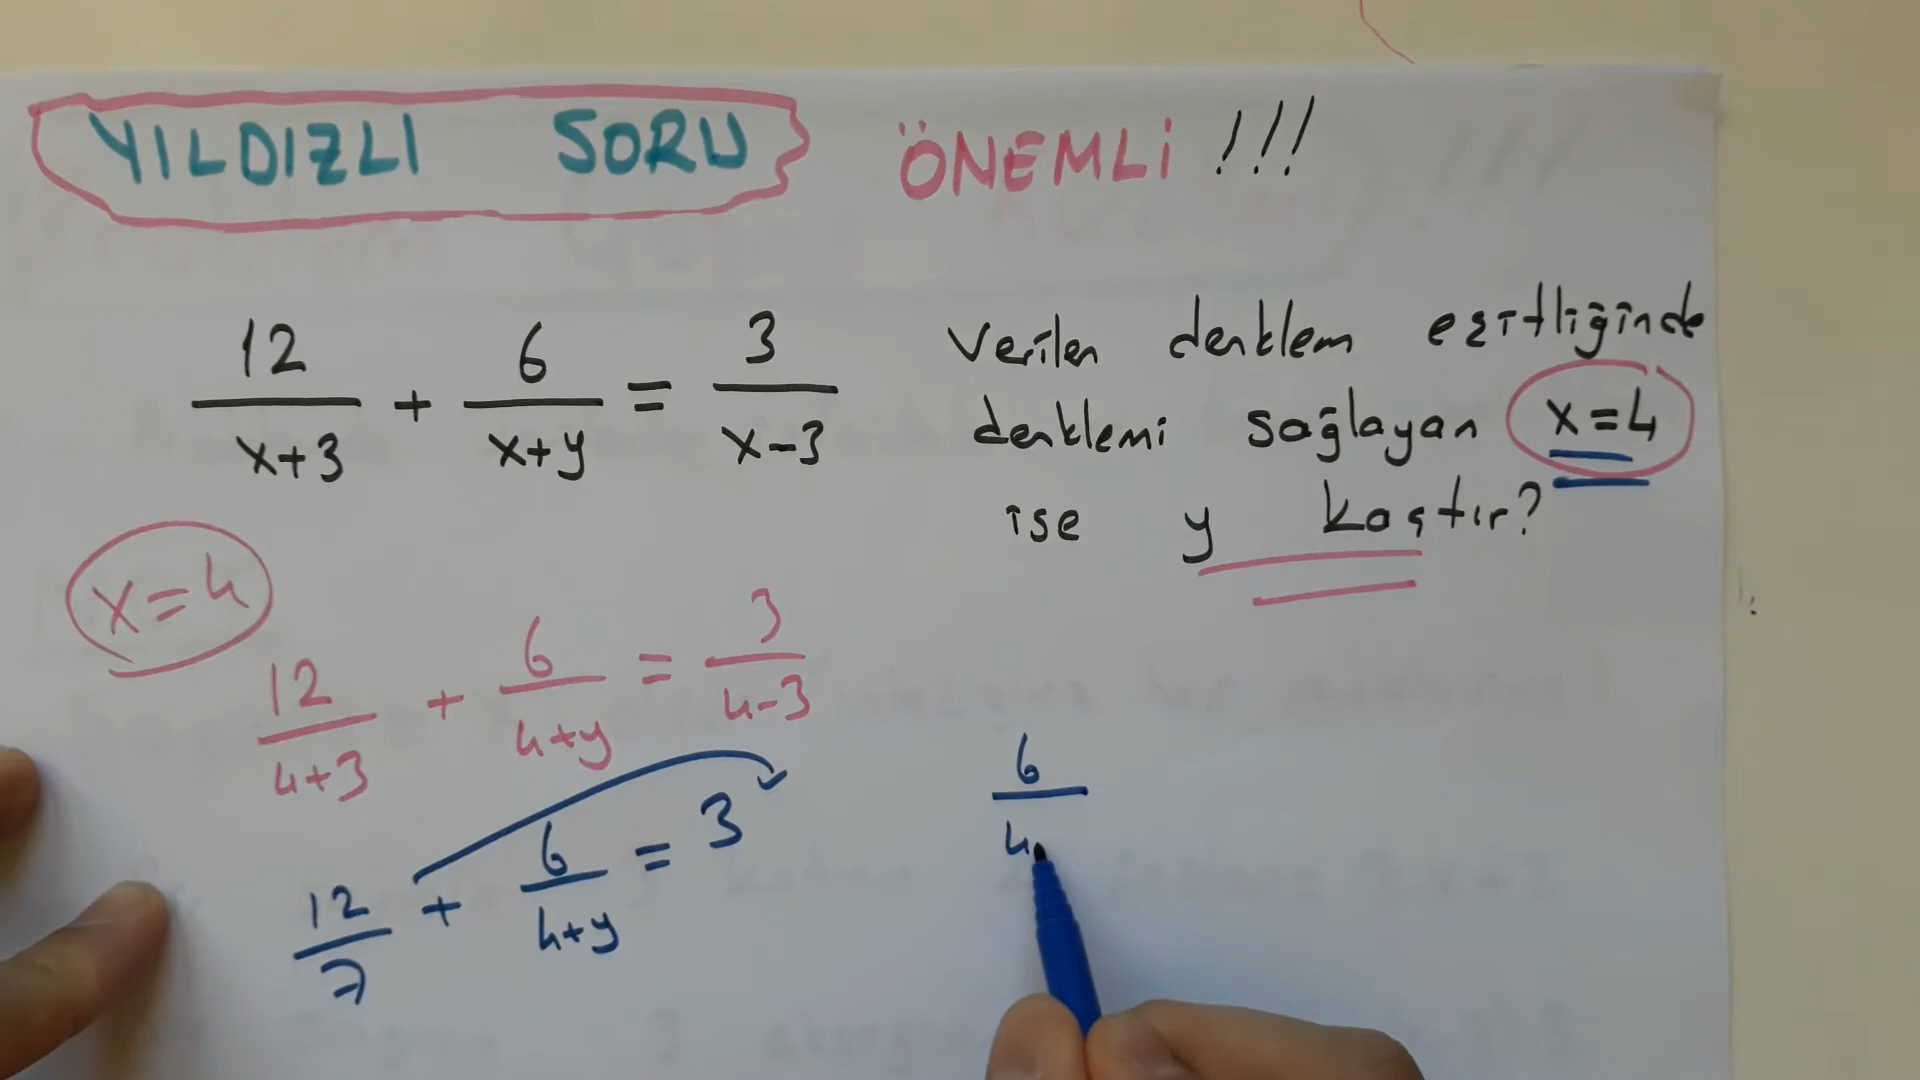 YILDIZLI SORU ÖNEMLİ !!!
12/(x+3) + 6/(x+y) = 3/(x-3)
Verilen denklem eşitliğinde
denklemi sağlayan x=4
ise y kaçtır?
x=4
12/(4+3) + 6/(4+y) = 3/(4-3)
12/7 + 6/(4+y) = 3
6/4